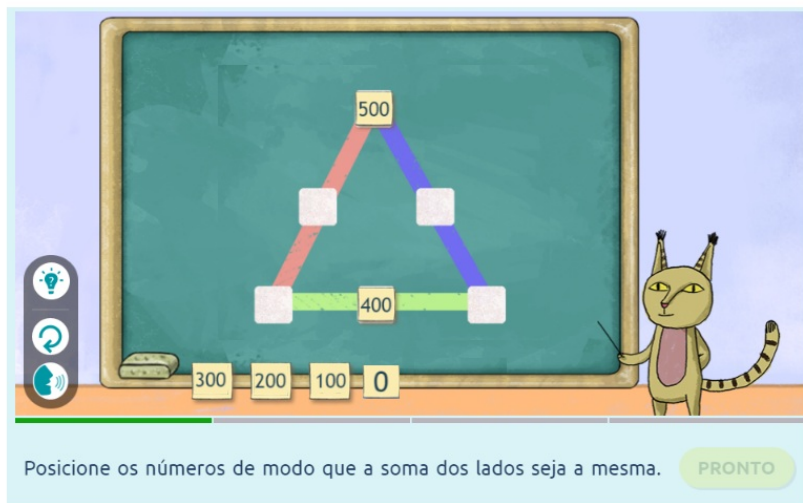 500
400
300 200 100 0
Posicione os números de modo que a soma dos lados seja a mesma. PRONTO